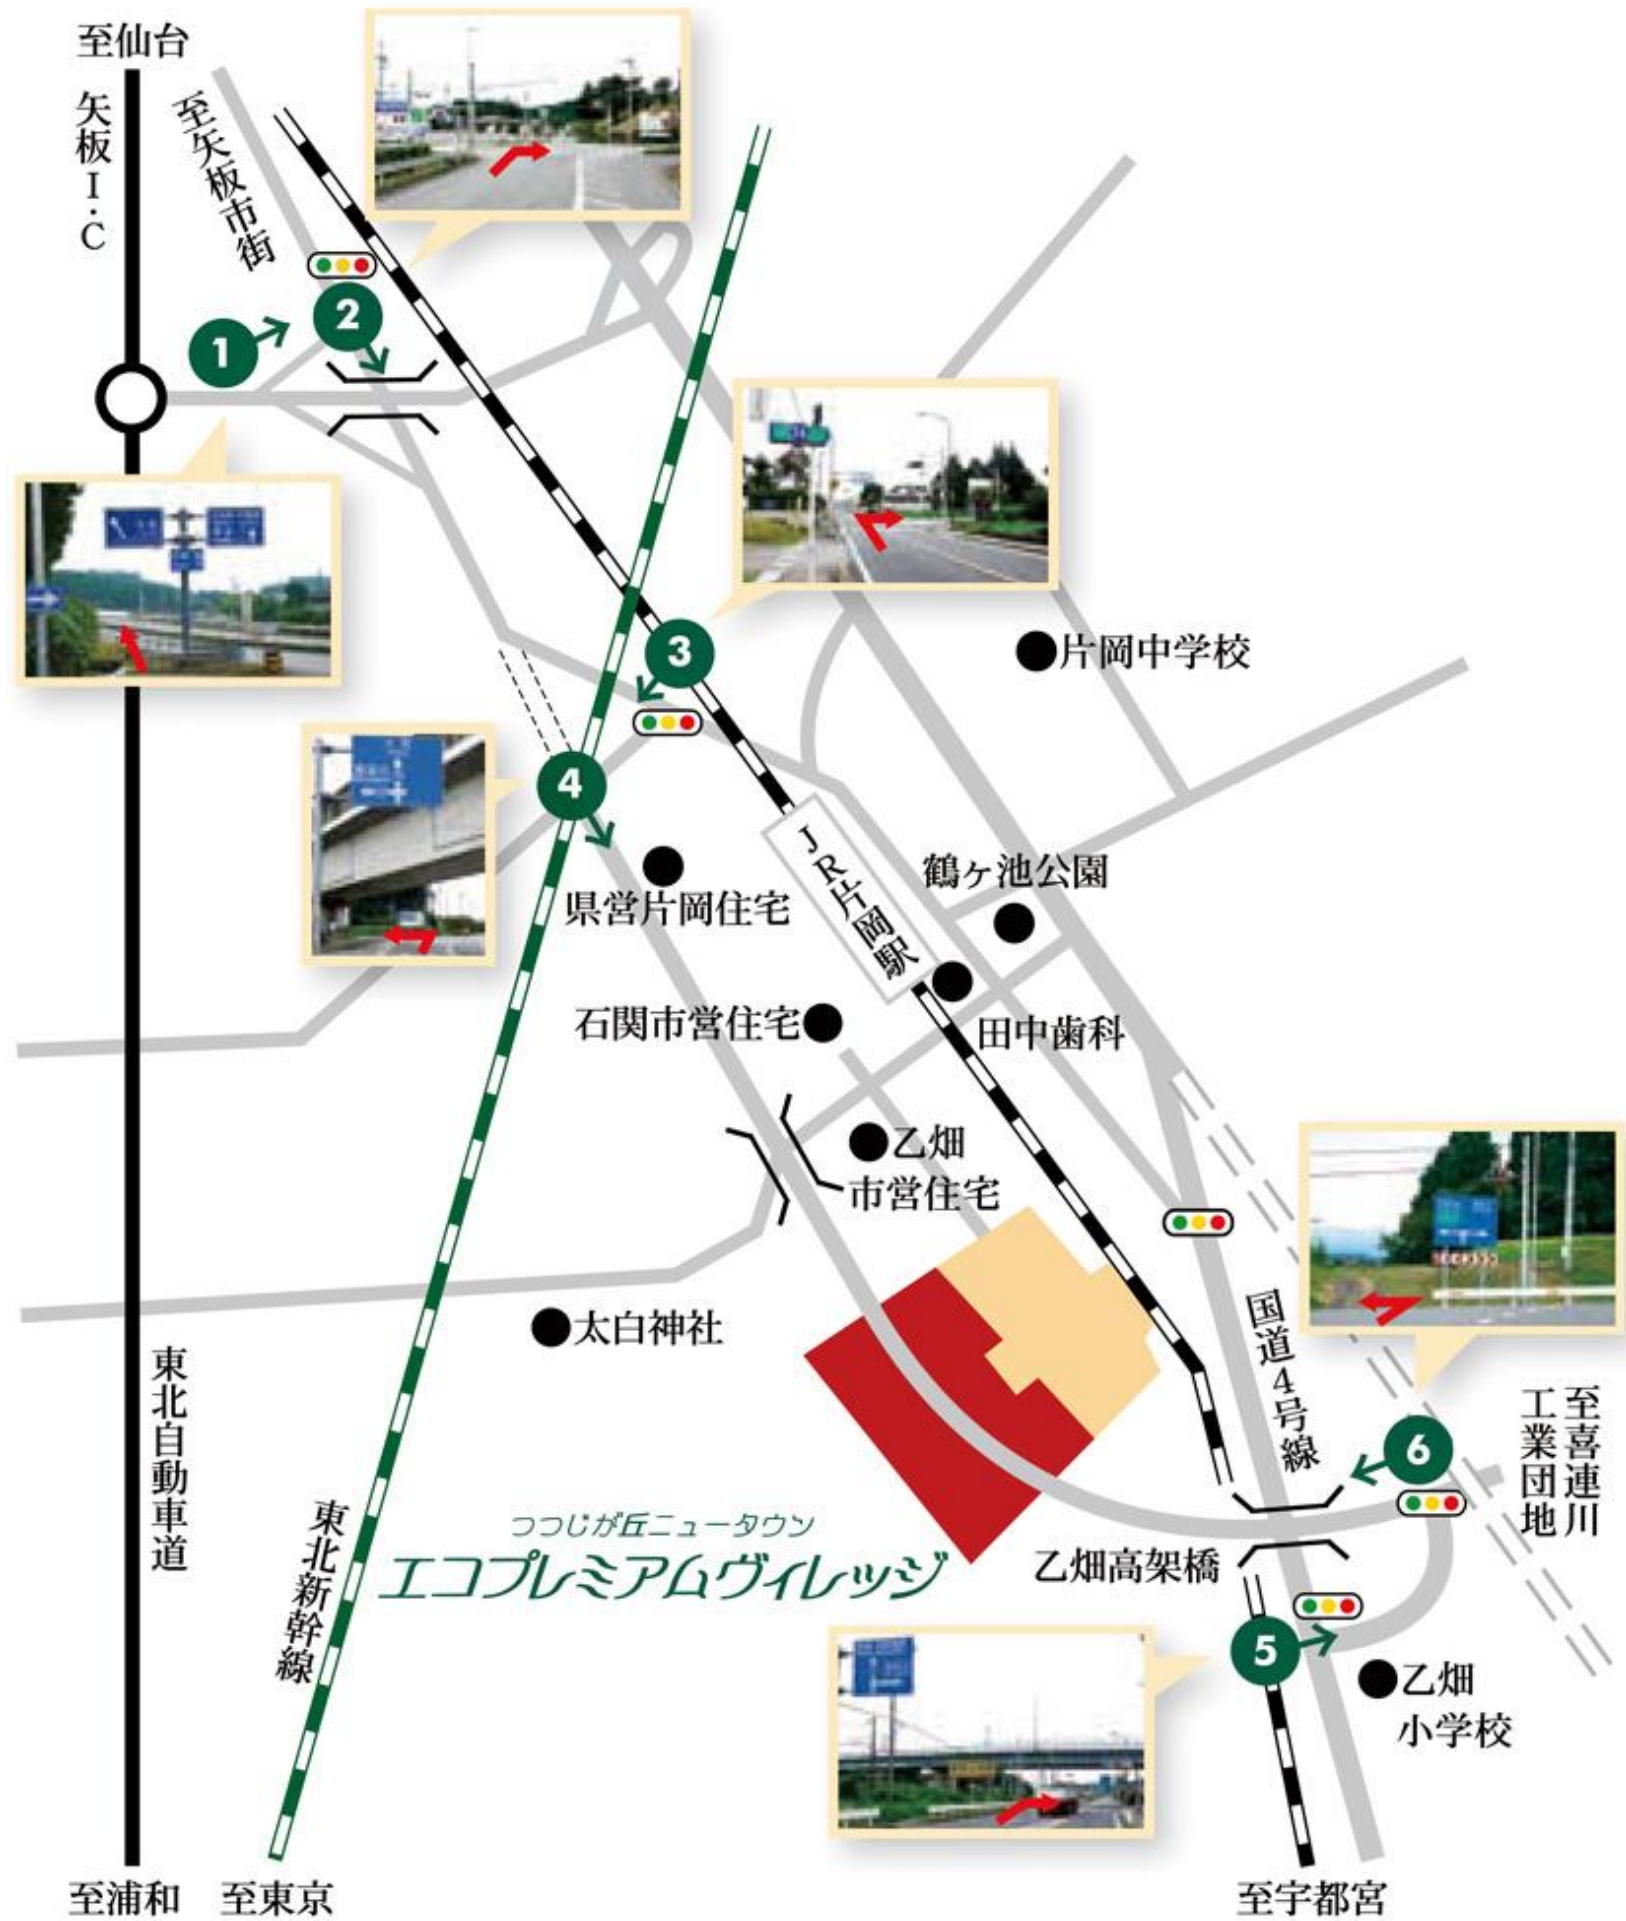 至仙台
矢板I・C
至矢板市街
1
2
3
片岡中学校
4
JR片岡駅
鶴ヶ池公園
県営片岡住宅
石関市営住宅
田中歯科
乙畑
市営住宅
太白神社
国道4号線
東北自動車道
6
至喜連川
工業団地
東北新幹線
つつじが丘ニュータウン
エコプレミアムヴィレッジ
乙畑高架橋
5
乙畑
小学校
至浦和
至東京
至宇都宮